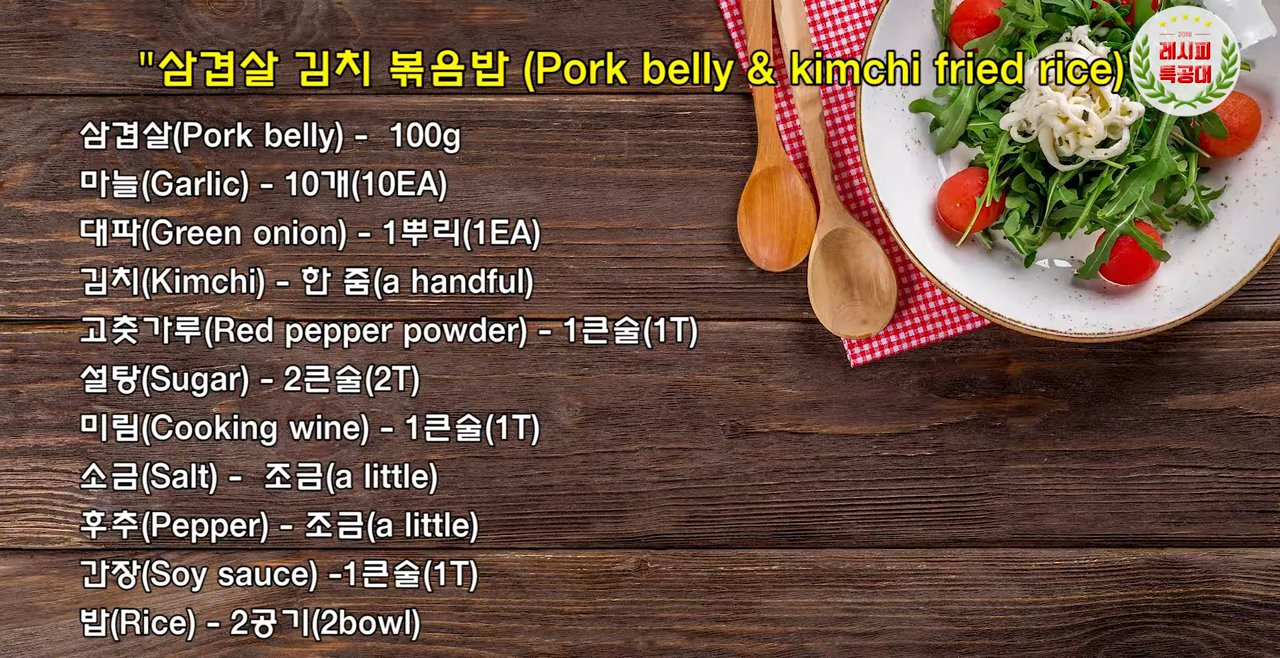 "삼겹살 김치 볶음밥 (Pork belly & kimchi fried rice)
2018
레시피
특공대
삼겹살(Pork belly) - 100g
마늘(Garlic) - 10개(10EA)
대파(Green onion) - 1뿌리(1EA)
김치(Kimchi) - 한 줌(a handful)
고춧가루(Red pepper powder) - 1큰술(1T)
설탕(Sugar) - 2큰술(2T)
미림(Cooking wine) - 1큰술(1T)
소금(Salt) - 조금(a little)
후추(Pepper) - 조금(a little)
간장(Soy sauce) -1큰술(1T)
밥(Rice) - 2공기(2bowl)